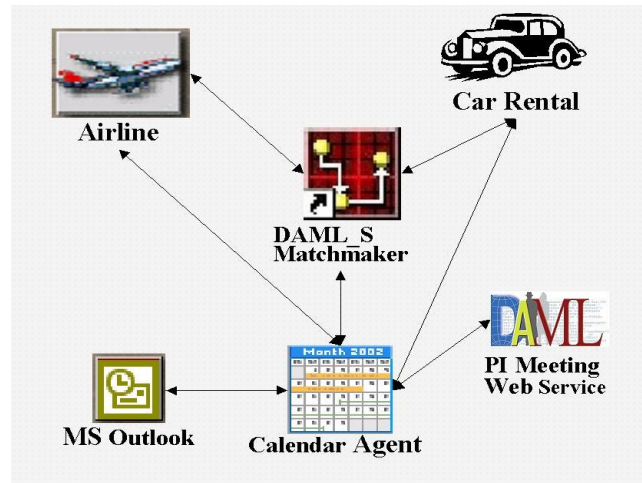 Airline
Car Rental
DAML_S
Matchmaker
DAML
PI Meeting
Web Service
Month 2002
MS Outlook
Calendar Agent